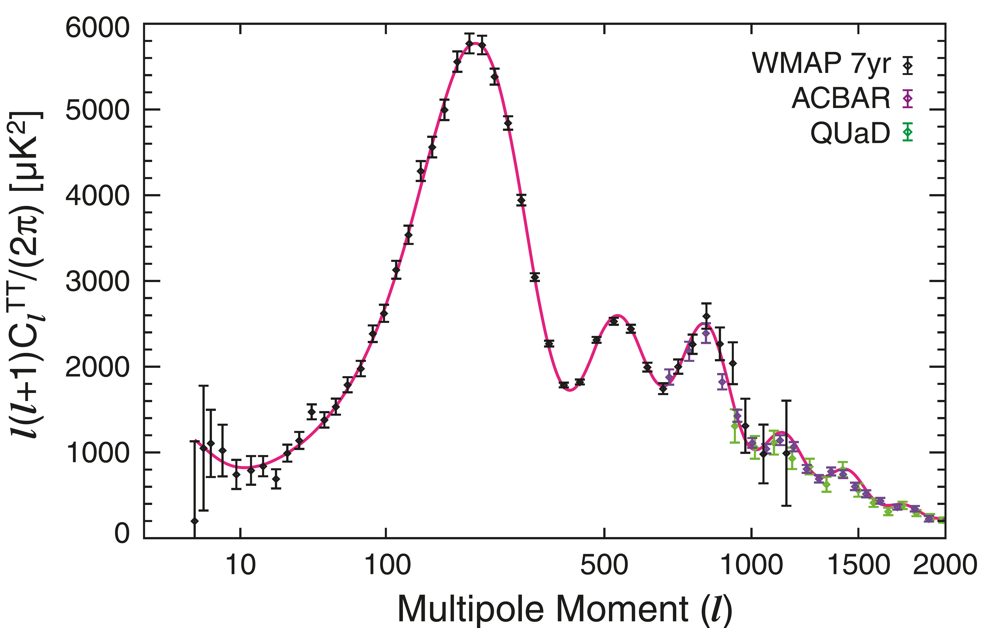 l(l+1)C_l^TT/(2π) [μK²]
6000
5000
4000
3000
2000
1000
0
WMAP 7yr
ACBAR
QUaD
10 100 500 1000 1500 2000
Multipole Moment (l)